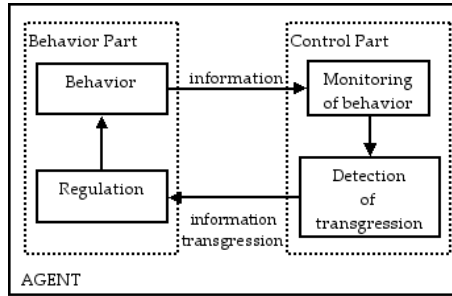 Behavior Part
Control Part
Behavior
information
Monitoring
of behavior
Regulation
information
transgression
Detection
of
transgression
AGENT